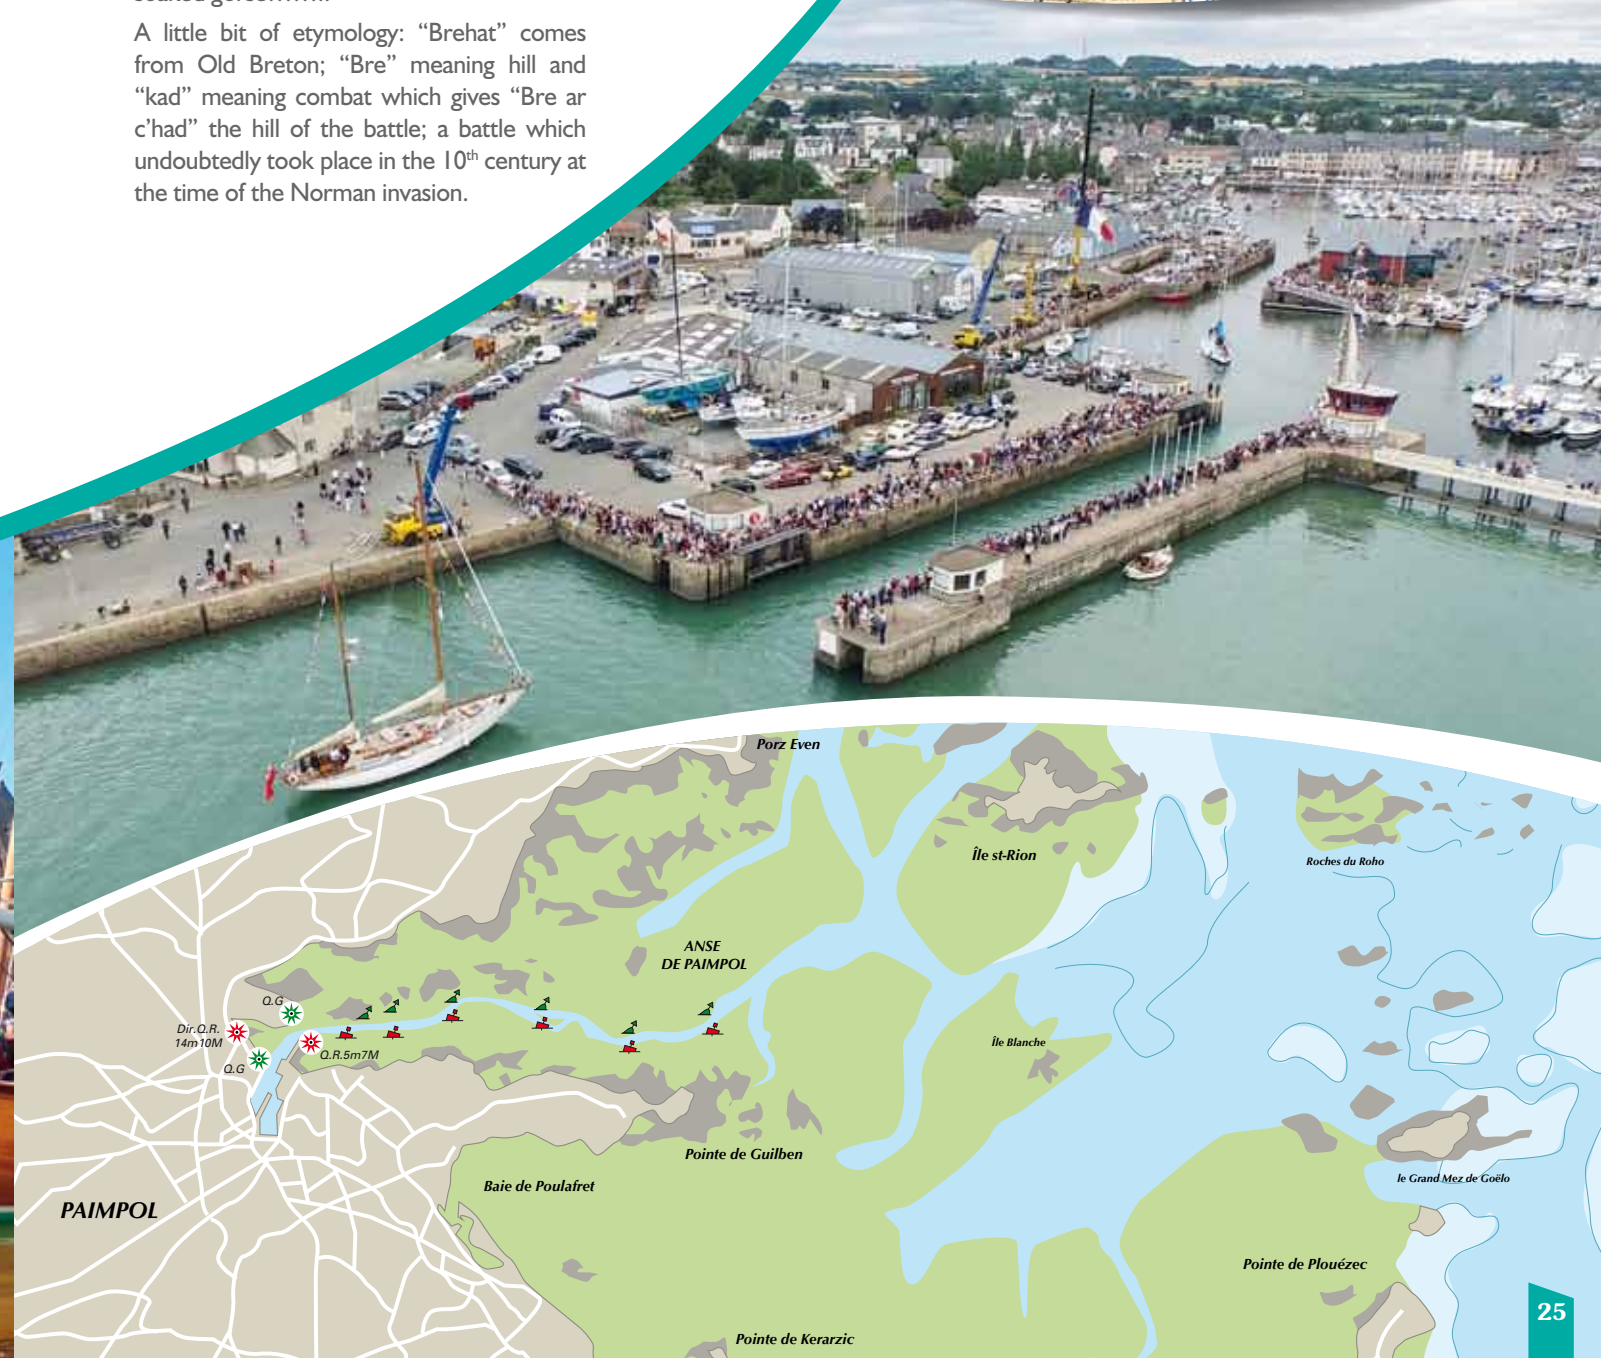 A little bit of etymology: “Brehat” comes
from Old Breton; “Bre” meaning hill and
“kad” meaning combat which gives “Bre ar
c’had” the hill of the battle; a battle which
undoubtedly took place in the 10th century at
the time of the Norman invasion.
Porz Even
Île st-Rion
Roches du Roho
ANSE
DE PAIMPOL
Q.G
Dir.Q.R.
14m10M
Q.R.5m7M
Q.G
Île Blanche
Pointe de Guilben
Baie de Poulafret
le Grand Mez de Goëlo
PAIMPOL
Pointe de Plouézec
Pointe de Kerarzic
25